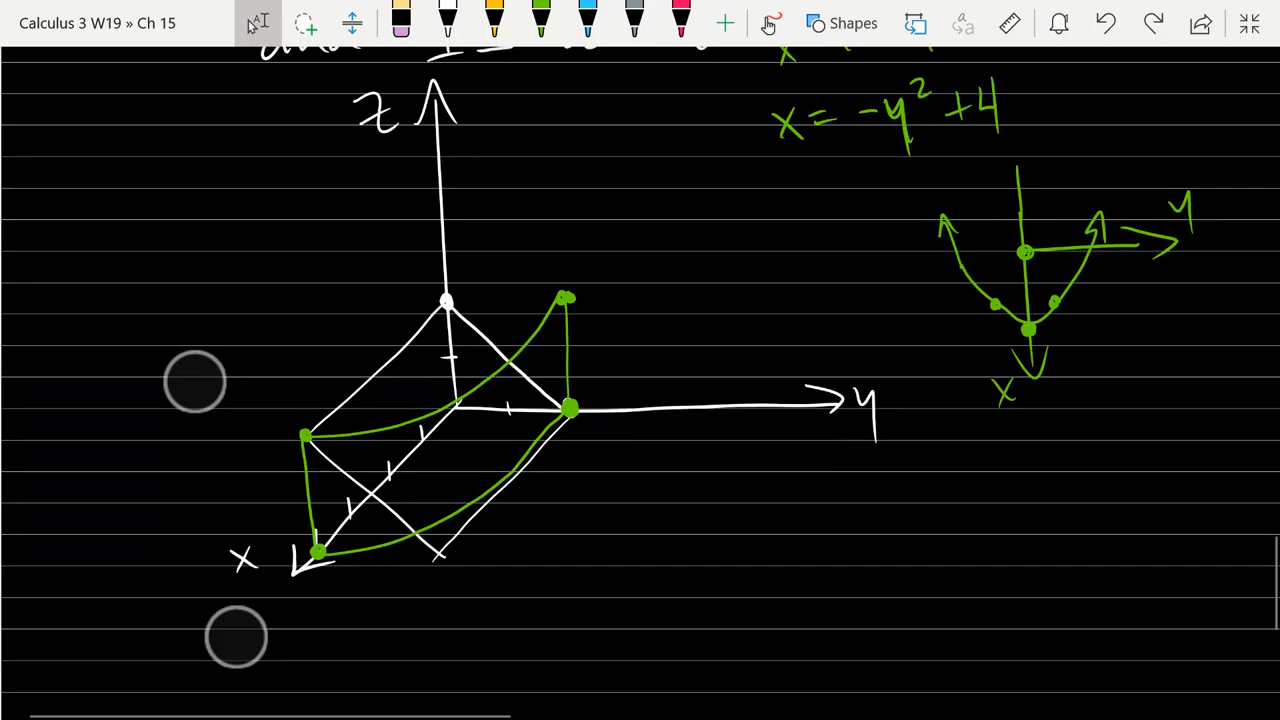 Calculus 3 W19 » Ch 15
Shapes
Z
x = -y² + 4
y
x
y
x